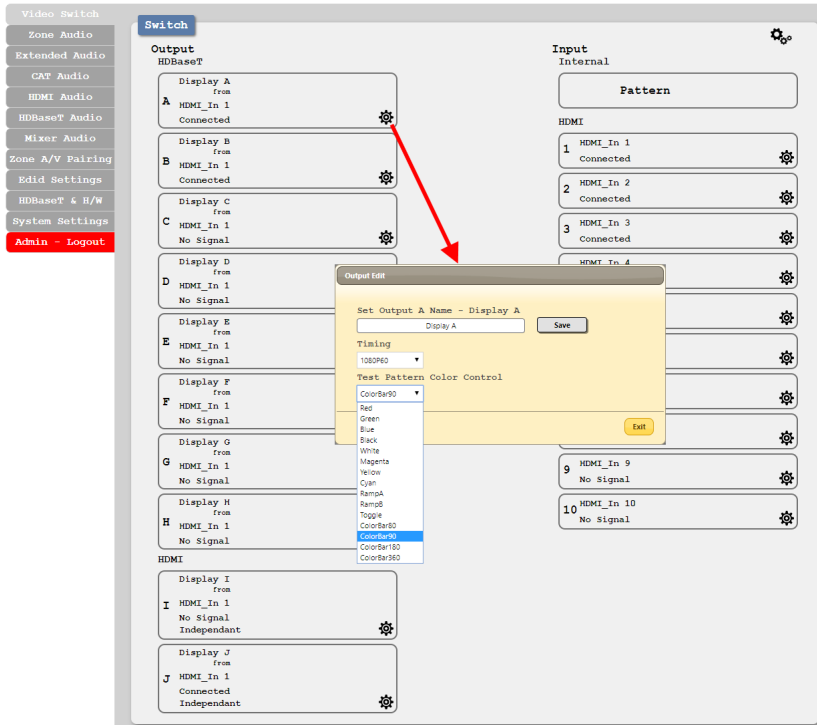 Video Switch
Zone Audio
Extended Audio
CAT Audio
HDMI Audio
HDBaseT Audio
Mixer Audio
Zone A/V Pairing
Edid Settings
HDBaseT & H/W
System Settings
Admin - Logout
Switch
Output
HDBaseT
Display A
from
A
HDMI_In 1
Connected
Display B
from
B
HDMI_In 1
Connected
Display C
from
C
HDMI_In 1
No Signal
Display D
from
D
HDMI_In 1
No Signal
Display E
from
E
HDMI_In 1
No Signal
Display F
from
F
HDMI_In 1
No Signal
Display G
from
G
HDMI_In 1
No Signal
Display H
from
H
HDMI_In 1
No Signal
HDMI
Display I
from
I
HDMI_In 1
No Signal
Independant
Display J
from
J
HDMI_In 1
Connected
Independant
Output Edit
Set Output A Name - Display A
Display A
Save
Timing
1080P60
Test Pattern Color Control
ColorBar90
Red
Green
Blue
Black
White
Magenta
Yellow
Cyan
RampA
RampB
Toggle
ColorBar80
ColorBar90
ColorBar180
ColorBar360
Exit
Input
Internal
Pattern
HDMI
1
HDMI_In 1
Connected
2
HDMI_In 2
Connected
3
HDMI_In 3
Connected
HDMI_In 4
9
HDMI_In 9
No Signal
10
HDMI_In 10
No Signal